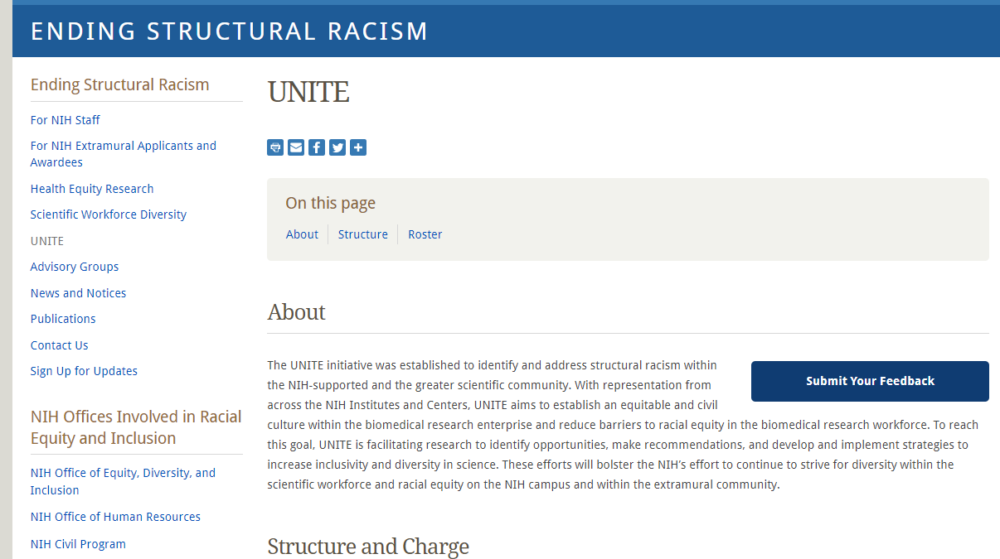 ENDING STRUCTURAL RACISM
Ending Structural Racism
For NIH Staff
For NIH Extramural Applicants and
Awardees
Health Equity Research
Scientific Workforce Diversity
UNITE
Advisory Groups
News and Notices
Publications
Contact Us
Sign Up for Updates
NIH Offices Involved in Racial
Equity and Inclusion
NIH Office of Equity, Diversity, and
Inclusion
NIH Office of Human Resources
NIH Civil Program
UNITE
On this page
About
Structure
Roster
About
The UNITE initiative was established to identify and address structural racism within
the NIH-supported and the greater scientific community. With representation from
across the NIH Institutes and Centers, UNITE aims to establish an equitable and civil
culture within the biomedical research enterprise and reduce barriers to racial equity in the biomedical research workforce. To reach
this goal, UNITE is facilitating research to identify opportunities, make recommendations, and develop and implement strategies to
increase inclusivity and diversity in science. These efforts will bolster the NIH’s effort to continue to strive for diversity within the
scientific workforce and racial equity on the NIH campus and within the extramural community.
Submit Your Feedback
Structure and Charge